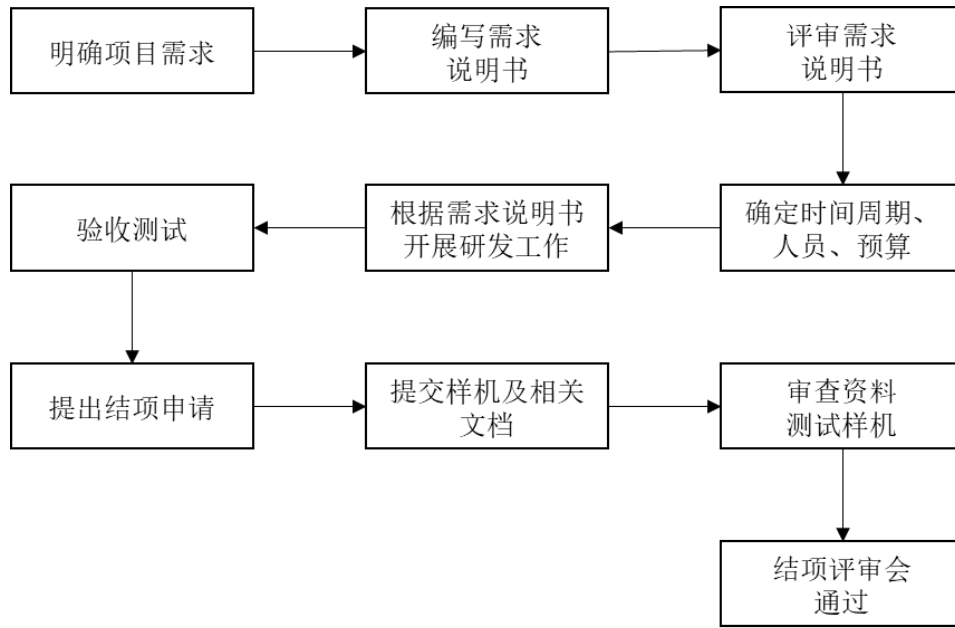 明确项目需求
编写需求
说明书
评审需求
说明书
确定时间周期、
人员、预算
根据需求说明书
开展研发工作
验收测试
提出结项申请
提交样机及相关
文档
审查资料
测试样机
结项评审会
通过